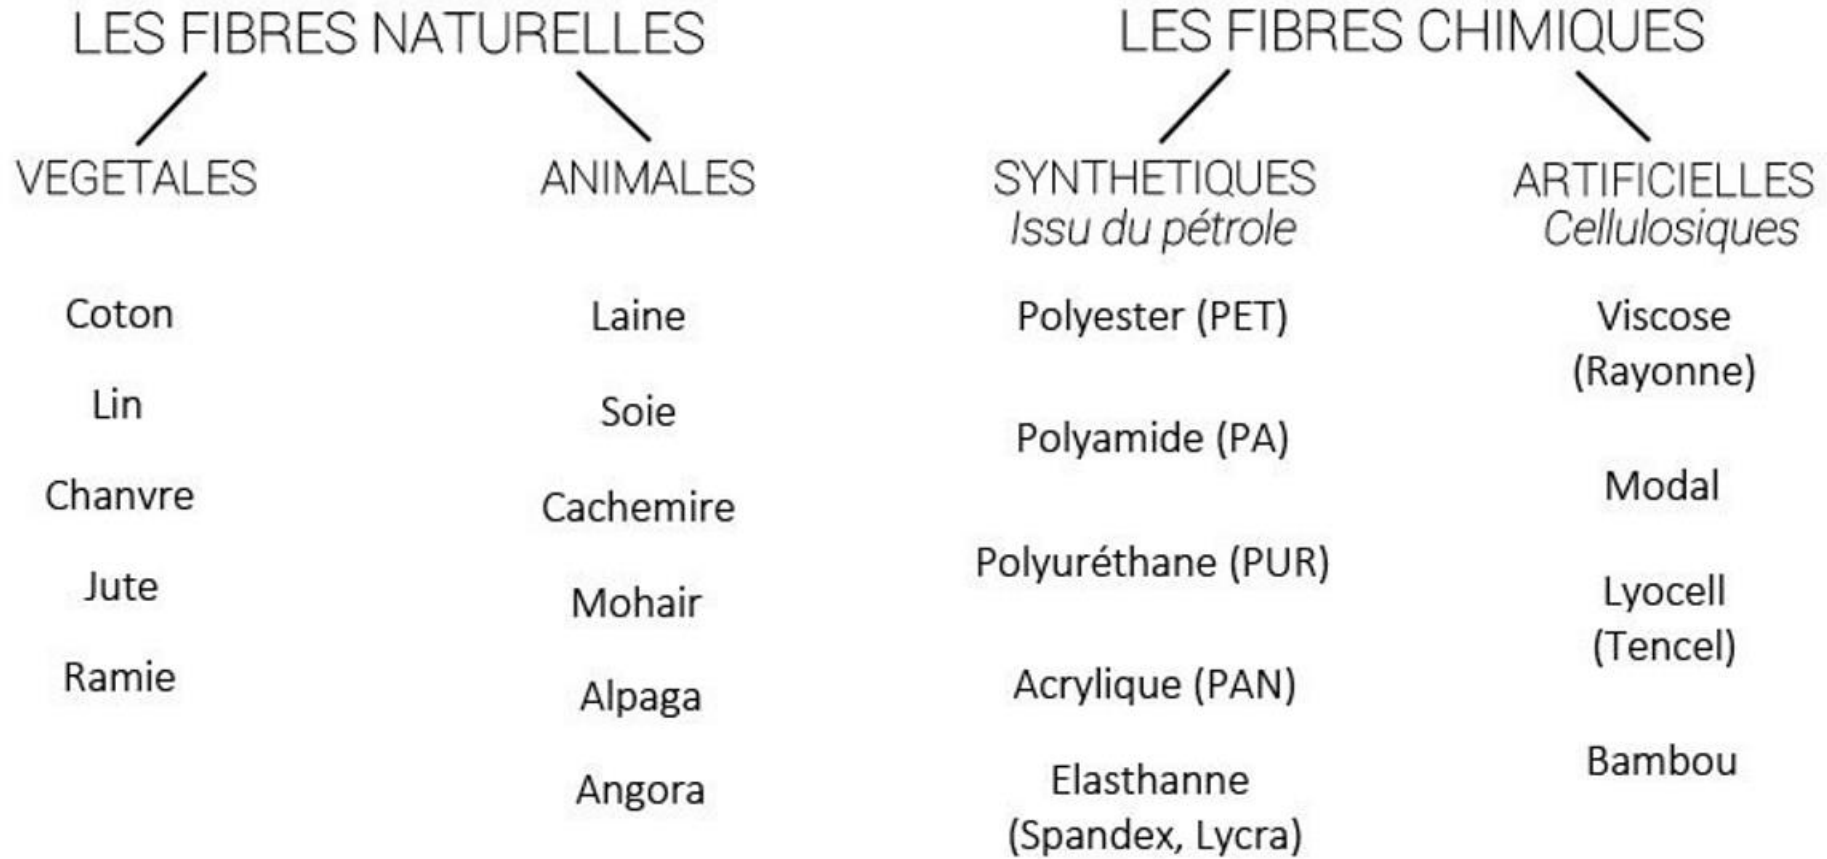 LES FIBRES NATURELLES
VEGETALES
Coton
Lin
Chanvre
Jute
Ramie
ANIMALES
Laine
Soie
Cachemire
Mohair
Alpaga
Angora
LES FIBRES CHIMIQUES
SYNTHETIQUES
Issu du pétrole
Polyester (PET)
Polyamide (PA)
Polyuréthane (PUR)
Acrylique (PAN)
Elasthanne
(Spandex, Lycra)
ARTIFICIELLES
Cellulosiques
Viscose
(Rayonne)
Modal
Lyocell
(Tencel)
Bambou